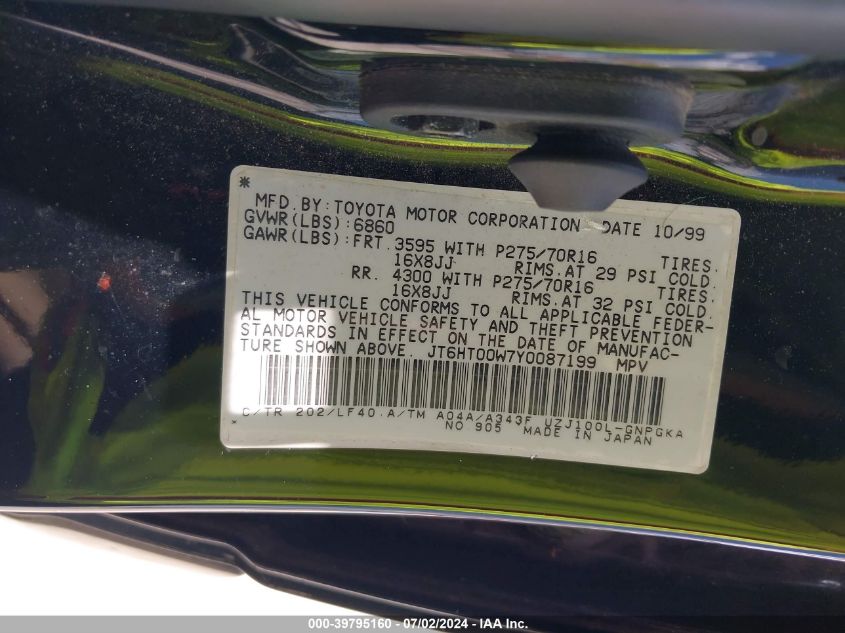 *
MFD.BY:TOYOTA MOTOR CORPORATION DATE 10/99
GVWR(LBS):6860
GAWR(LBS):FRT. 3595 WITH P275/70R16 TIRES.
16X8JJ RIMS.AT 29 PSI COLD.
RR. 4300 WITH P275/70R16 TIRES.
16X8JJ RIMS.AT 32 PSI COLD.
THIS VEHICLE CONFORMS TO ALL APPLICABLE FEDER-
AL MOTOR VEHICLE SAFETY AND THEFT PREVENTION
STANDARDS IN EFFECT ON THE DATE OF MANUFAC-
TURE SHOWN ABOVE. JT6HT00W7Y0087199 MPV
C/TR 202/LF40.A/TM A04A/A343F UZJ100L-GNPGKA
* NO 905 MADE IN JAPAN
000-39795160 - 07/02/2024 - IAA Inc.